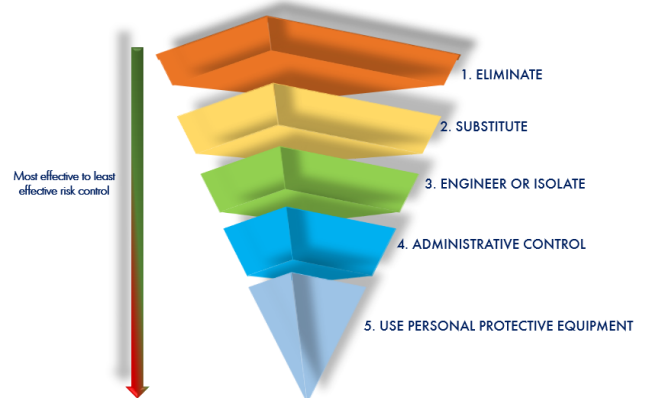 1. ELIMINATE
2. SUBSTITUTE
Most effective to least
effective risk control
3. ENGINEER OR ISOLATE
4. ADMINISTRATIVE CONTROL
5. USE PERSONAL PROTECTIVE EQUIPMENT